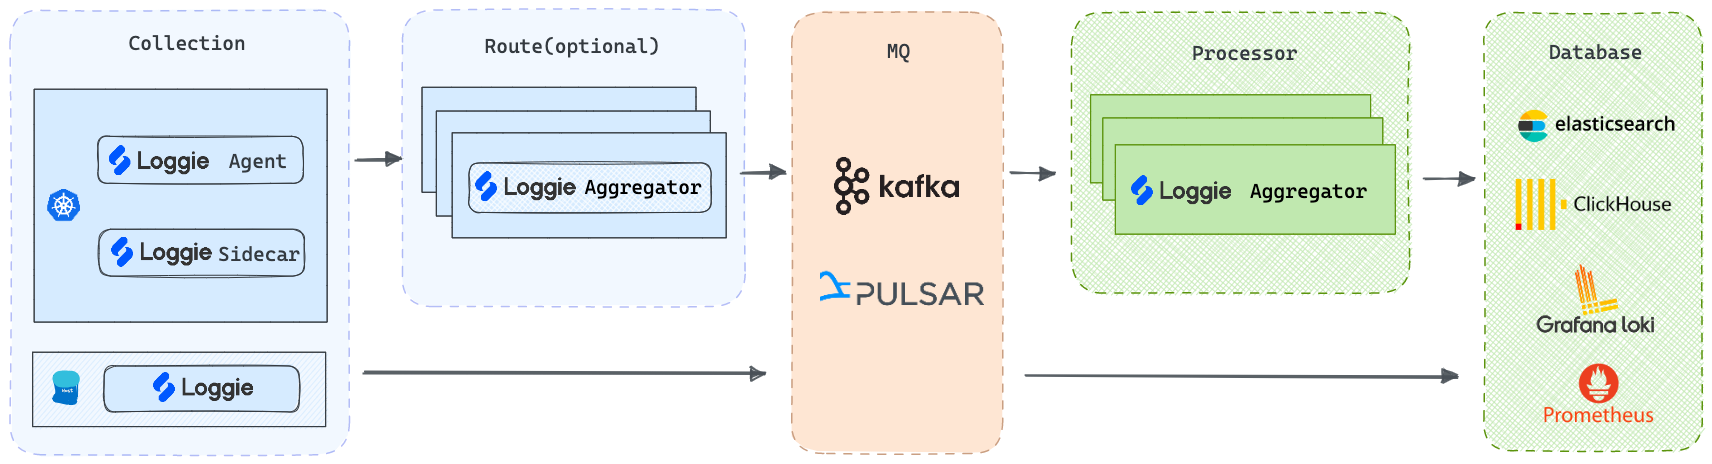 Collection
Loggie Agent
Loggie Sidecar
Loggie
Route(optional)
Loggie Aggregator
MQ
kafka
PULSAR
Processor
Loggie Aggregator
Database
elasticsearch
ClickHouse
Grafana loki
Prometheus